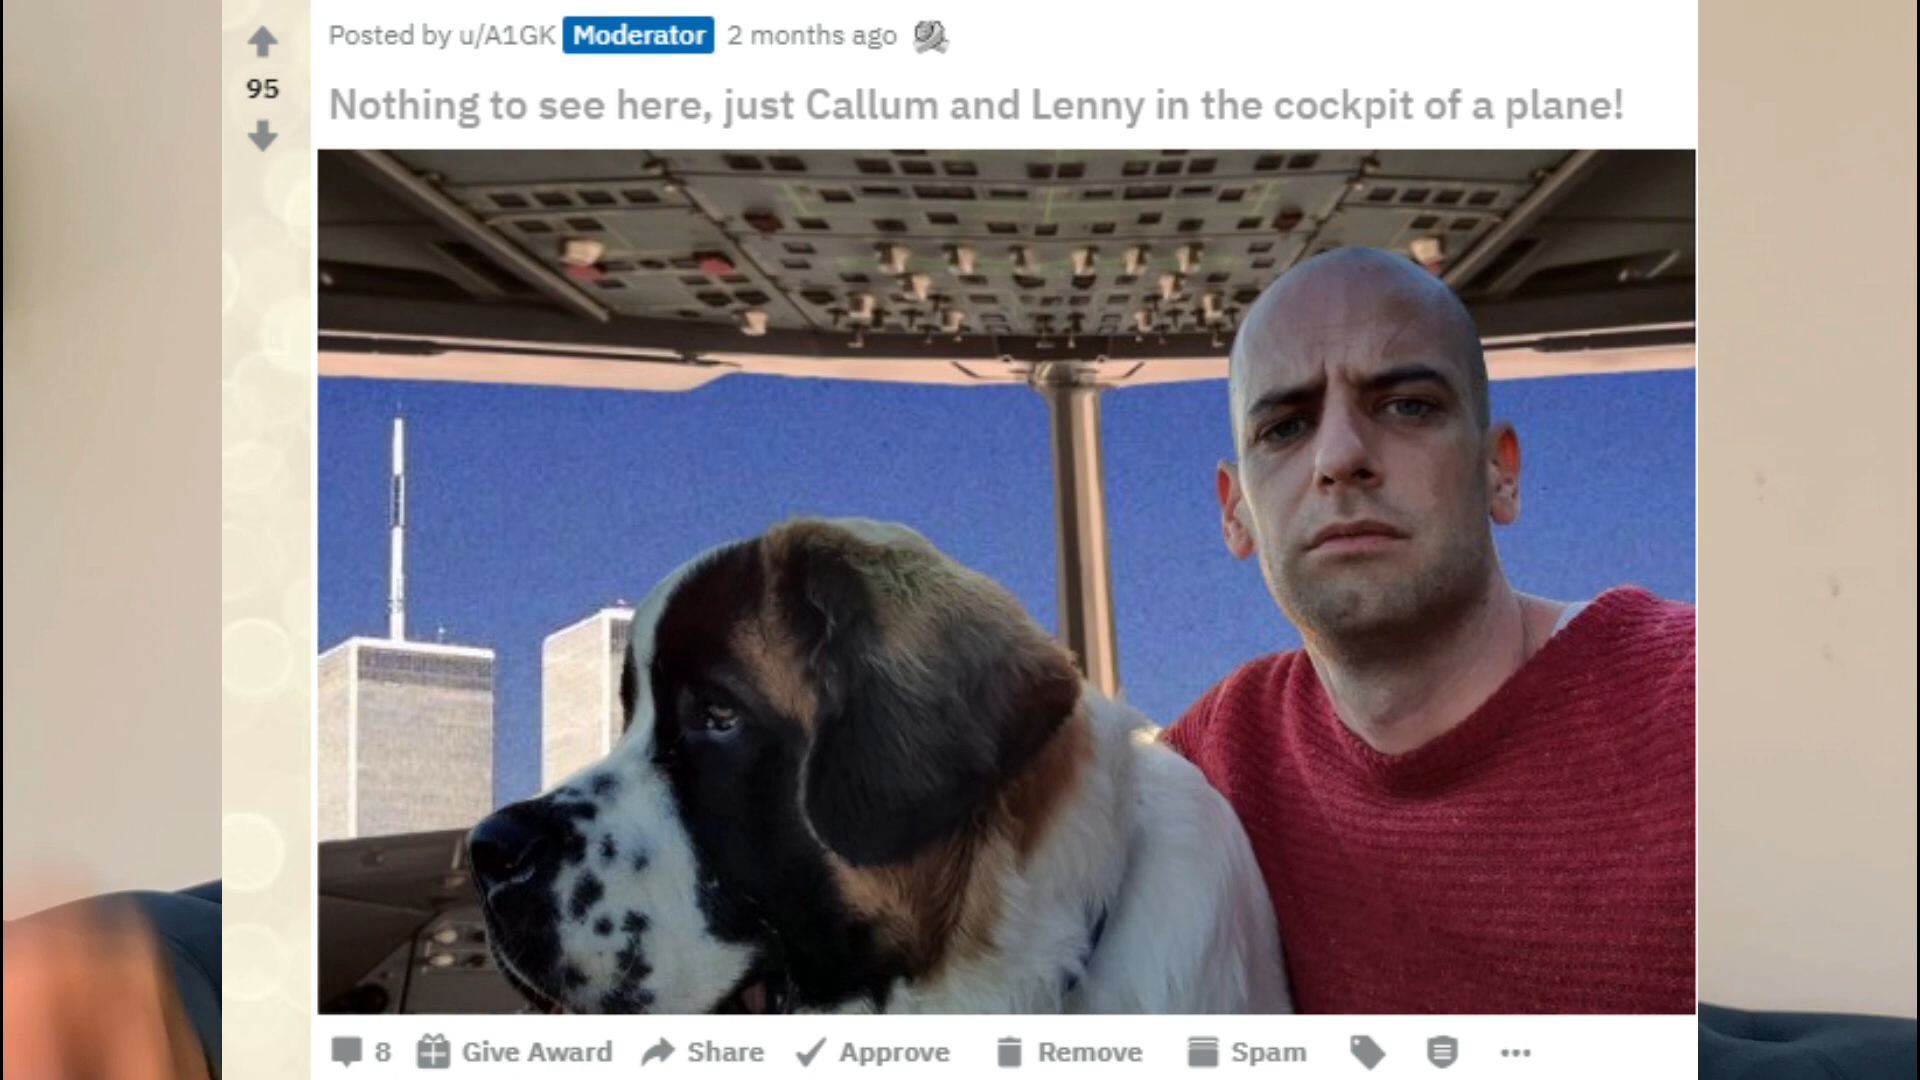 Posted by u/A1GK Moderator 2 months ago
95
Nothing to see here, just Callum and Lenny in the cockpit of a plane!
8 Give Award Share Approve Remove Spam